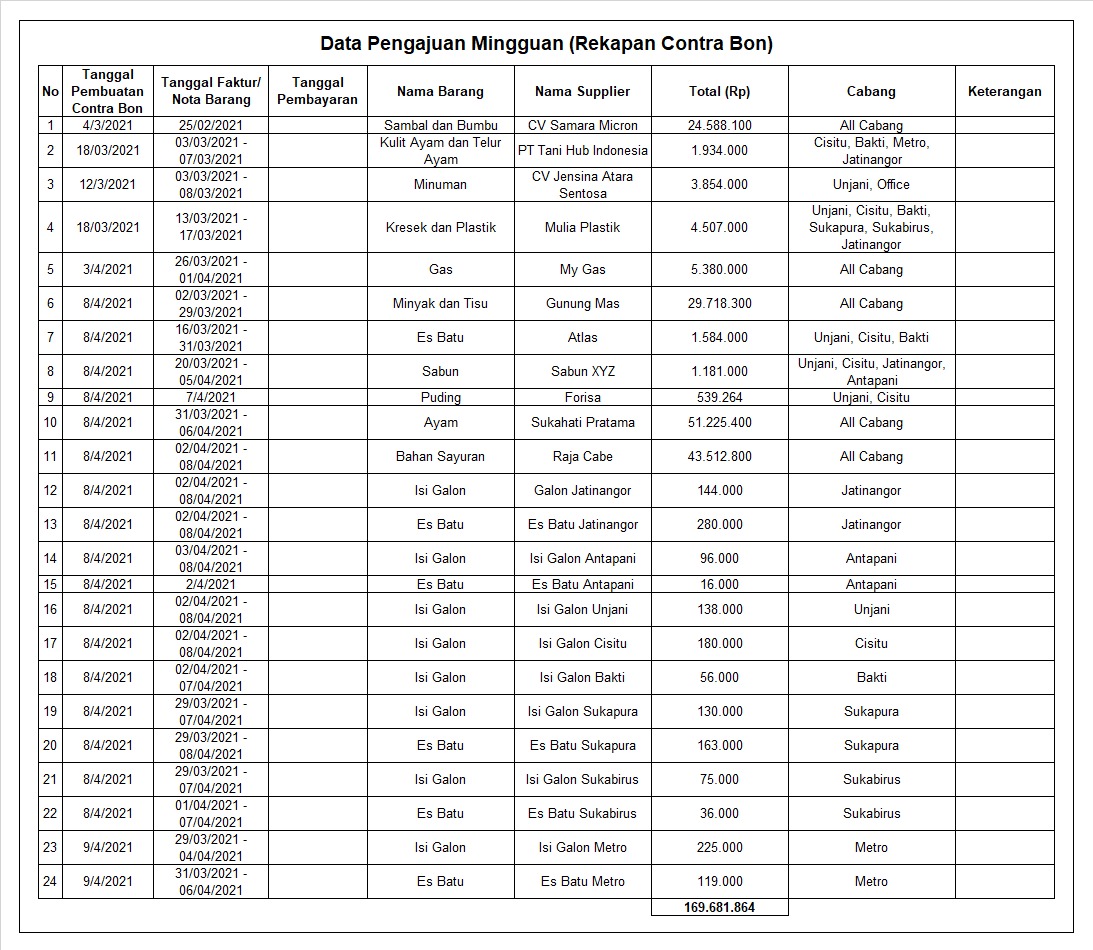 Data Pengajuan Mingguan (Rekapan Contra Bon)
No Tanggal Pembuatan Contra Bon Tanggal Faktur/ Nota Barang Tanggal Pembayaran Nama Barang Nama Supplier Total (Rp) Cabang Keterangan
1 4/3/2021 25/02/2021 Sambal dan Bumbu CV Samara Micron 24.588.100 All Cabang
2 18/03/2021 03/03/2021 - 07/03/2021 Kulit Ayam dan Telur Ayam PT Tani Hub Indonesia 1.934.000 Cisitu, Bakti, Metro, Jatinangor
3 12/3/2021 03/03/2021 - 08/03/2021 Minuman CV Jensina Atara Sentosa 3.854.000 Unjani, Office
4 18/03/2021 13/03/2021 - 17/03/2021 Kresek dan Plastik Mulia Plastik 4.507.000 Unjani, Cisitu, Bakti, Sukapura, Sukabirus, Jatinangor
5 3/4/2021 26/03/2021 - 01/04/2021 Gas My Gas 5.380.000 All Cabang
6 8/4/2021 02/03/2021 - 29/03/2021 Minyak dan Tisu Gunung Mas 29.718.300 All Cabang
7 8/4/2021 16/03/2021 - 31/03/2021 Es Batu Atlas 1.584.000 Unjani, Cisitu, Bakti
8 8/4/2021 20/03/2021 - 05/04/2021 Sabun Sabun XYZ 1.181.000 Unjani, Cisitu, Jatinangor, Antapani
9 8/4/2021 7/4/2021 Puding Forisa 539.264 Unjani, Cisitu
10 8/4/2021 31/03/2021 - 06/04/2021 Ayam Sukahati Pratama 51.225.400 All Cabang
11 8/4/2021 02/04/2021 - 08/04/2021 Bahan Sayuran Raja Cabe 43.512.800 All Cabang
12 8/4/2021 02/04/2021 - 08/04/2021 Isi Galon Galon Jatinangor 144.000 Jatinangor
13 8/4/2021 02/04/2021 - 08/04/2021 Es Batu Es Batu Jatinangor 280.000 Jatinangor
14 8/4/2021 03/04/2021 - 08/04/2021 Isi Galon Isi Galon Antapani 96.000 Antapani
15 8/4/2021 2/4/2021 Es Batu Es Batu Antapani 16.000 Antapani
16 8/4/2021 02/04/2021 - 08/04/2021 Isi Galon Isi Galon Unjani 138.000 Unjani
17 8/4/2021 02/04/2021 - 08/04/2021 Isi Galon Isi Galon Cisitu 180.000 Cisitu
18 8/4/2021 02/04/2021 - 07/04/2021 Isi Galon Isi Galon Bakti 56.000 Bakti
19 8/4/2021 29/03/2021 - 07/04/2021 Isi Galon Isi Galon Sukapura 130.000 Sukapura
20 8/4/2021 29/03/2021 - 08/04/2021 Es Batu Es Batu Sukapura 163.000 Sukapura
21 8/4/2021 29/03/2021 - 07/04/2021 Isi Galon Isi Galon Sukabirus 75.000 Sukabirus
22 8/4/2021 01/04/2021 - 07/04/2021 Es Batu Es Batu Sukabirus 36.000 Sukabirus
23 9/4/2021 29/03/2021 - 04/04/2021 Isi Galon Isi Galon Metro 225.000 Metro
24 9/4/2021 31/03/2021 - 06/04/2021 Es Batu Es Batu Metro 119.000 Metro
169.681.864